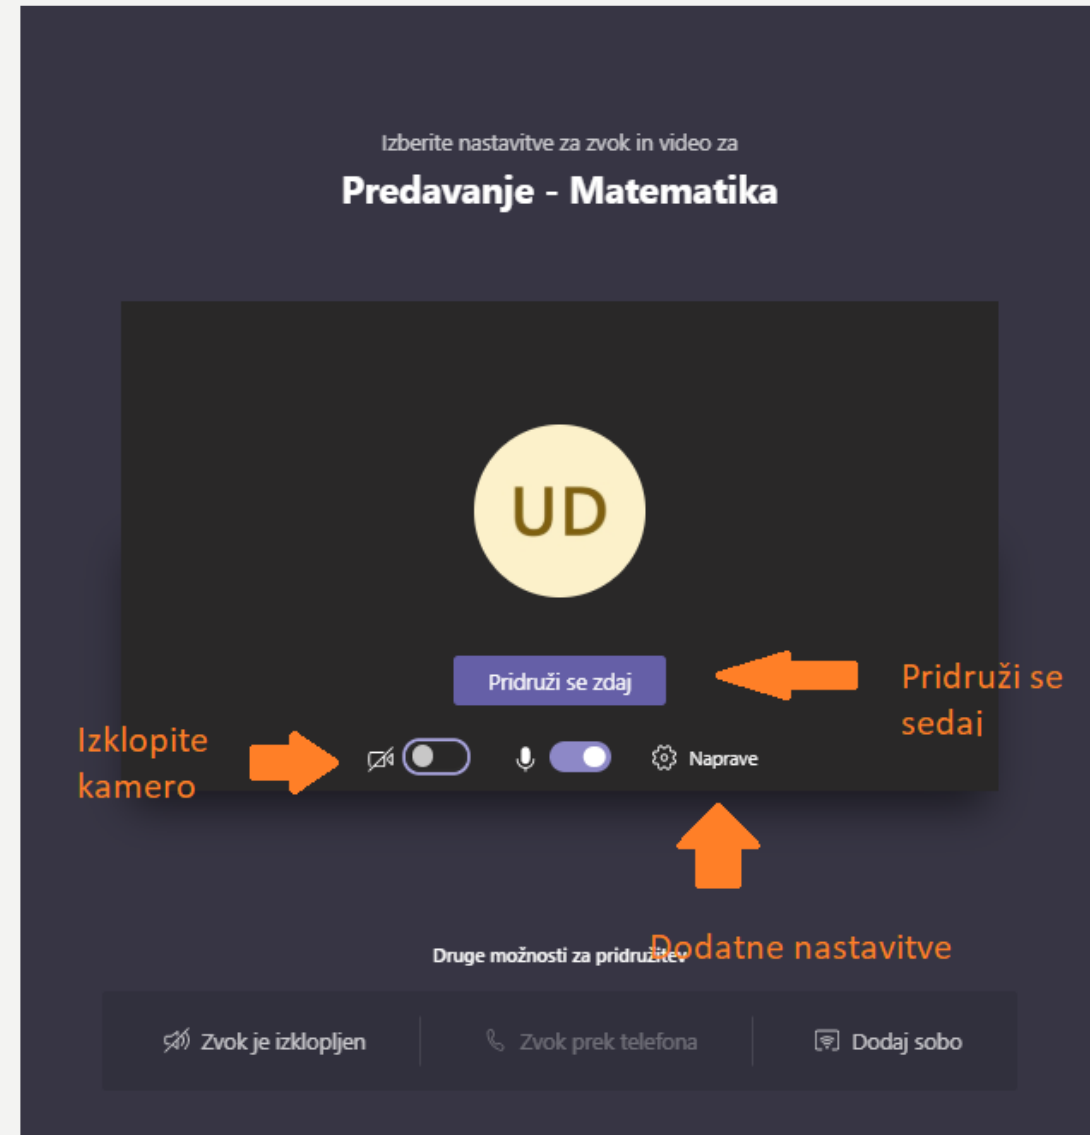 Izberite nastavitve za zvok in video za
Predavanje - Matematika
UD
Pridruži se zdaj
Pridruži se
sedaj
Izklopite
kamero
Naprave
Dodatne nastavitve
Druge možnosti za pridružitev
Zvok je izklopljen
Zvok prek telefona
Dodaj sobo